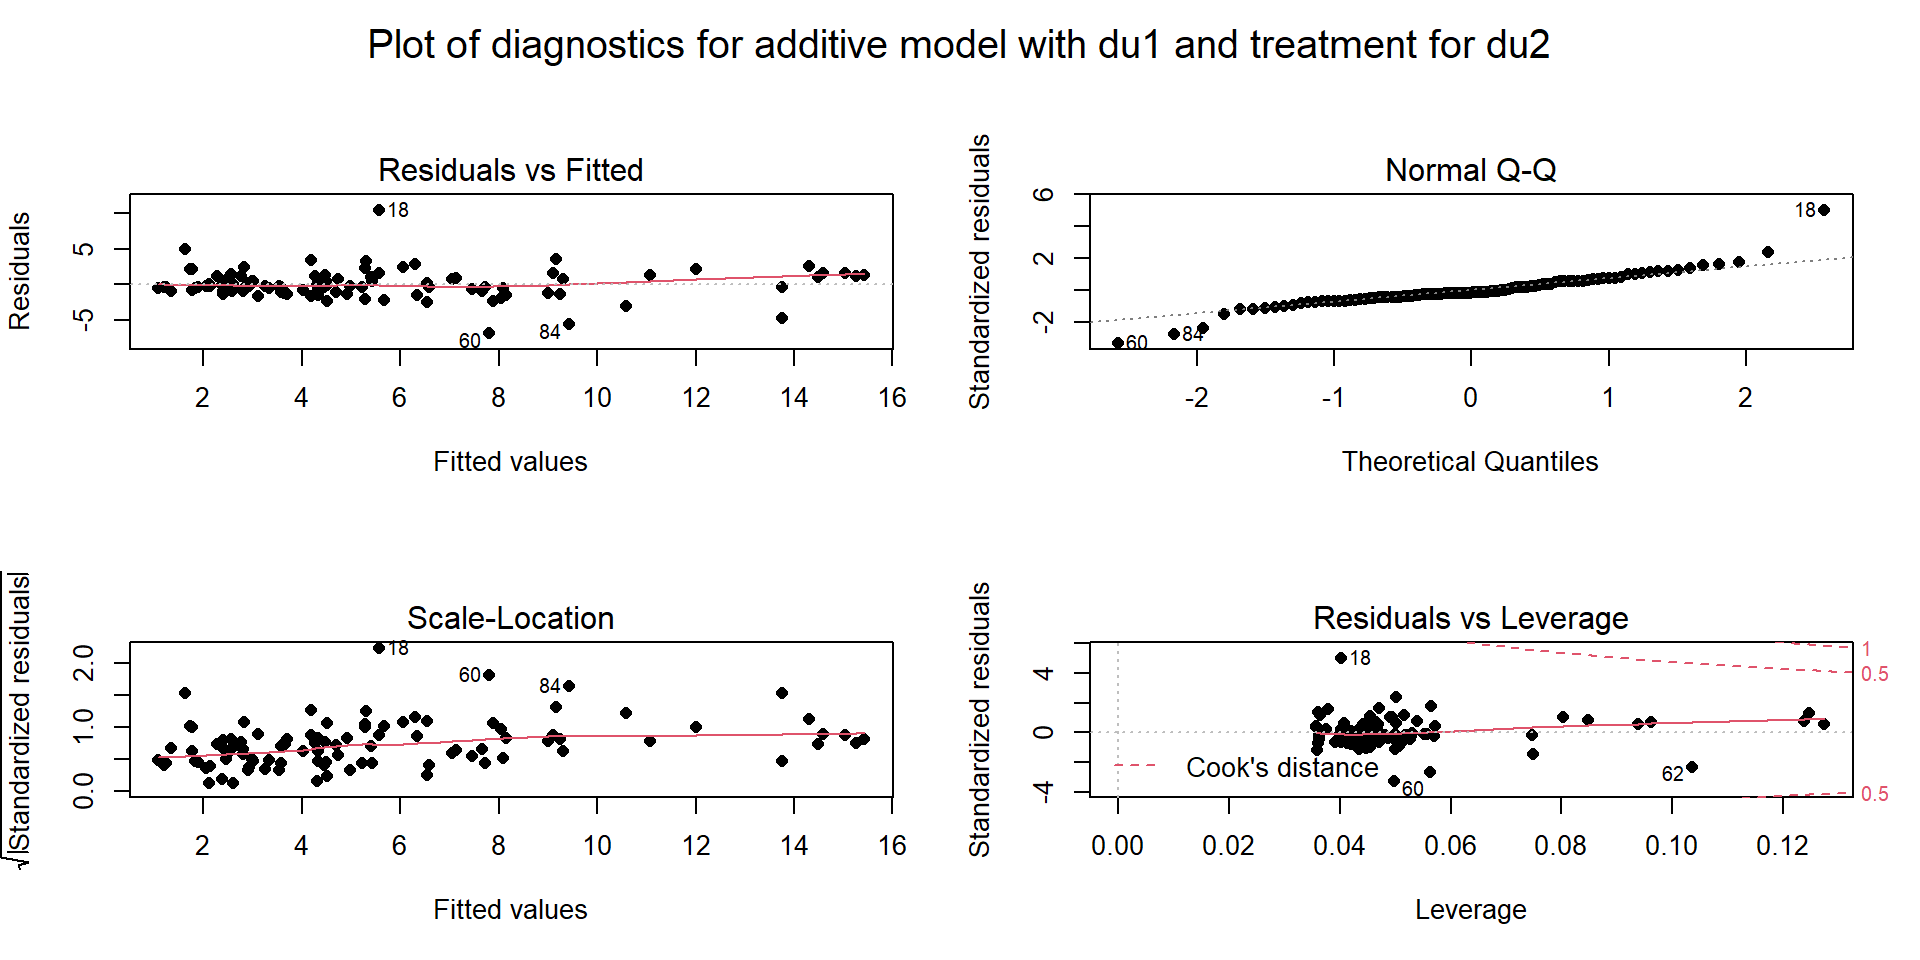 Plot of diagnostics for additive model with du1 and treatment for du2
Residuals vs Fitted
Residuals
5
-5
18
60
84
2 4 6 8 10 12 14 16
Fitted values
Normal Q-Q
Standardized residuals
6
2
-2
18
60
84
-2 -1 0 1 2
Theoretical Quantiles
Scale-Location
√|Standardized residuals|
2.0
1.0
0.0
18
60
84
2 4 6 8 10 12 14 16
Fitted values
Residuals vs Leverage
Standardized residuals
4
0
-4
18
1
0.5
Cook's distance
60
62
0.5
0.00 0.02 0.04 0.06 0.08 0.10 0.12
Leverage